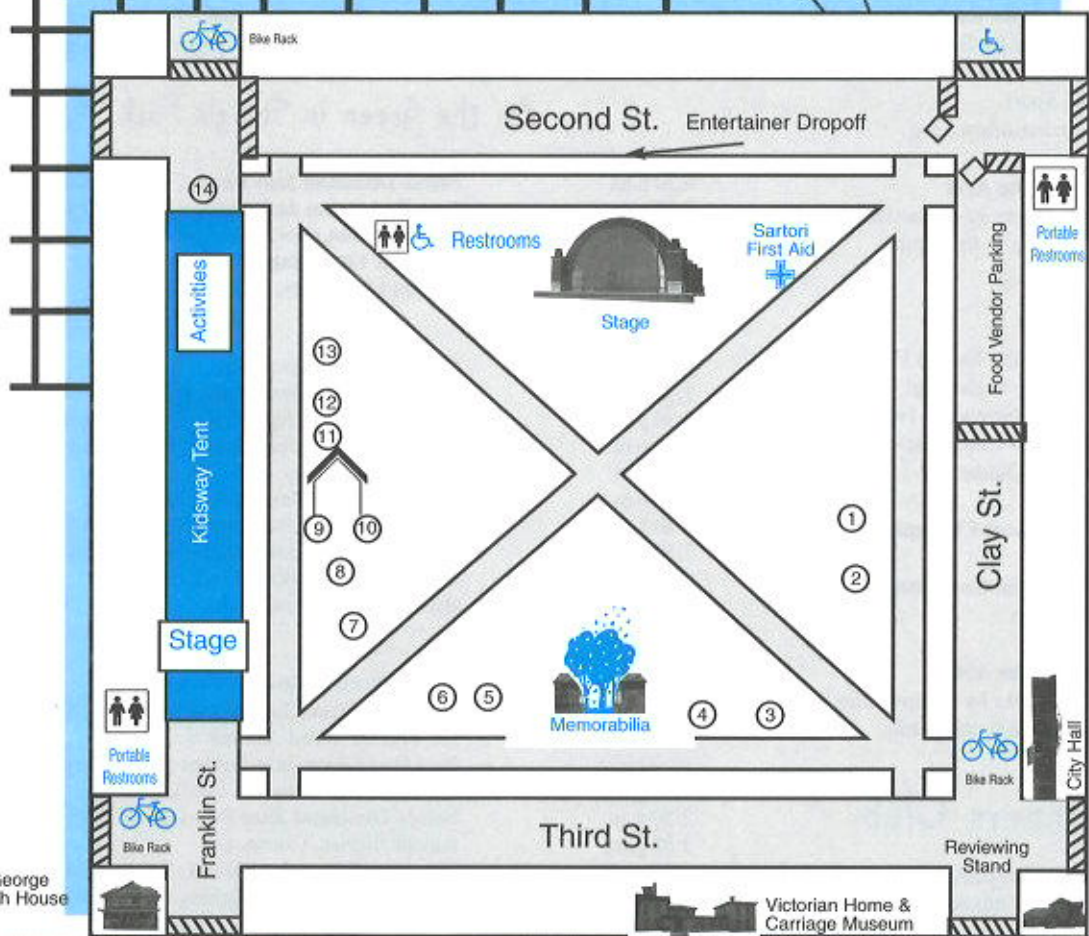 Bike Rack
Second St.
Entertainer Dropoff
14
Restrooms
Sartori
First Aid
Stage
Portable
Restrooms
Activities
Food Vendor Parking
13
12
11
Kidsway Tent
9
10
1
8
2
Clay St.
7
Stage
6
5
Memorabilia
4
3
Portable
Restrooms
Bike Rack
City Hall
Franklin St.
Bike Rack
Third St.
Reviewing
Stand
George
h House
Victorian Home &
Carriage Museum